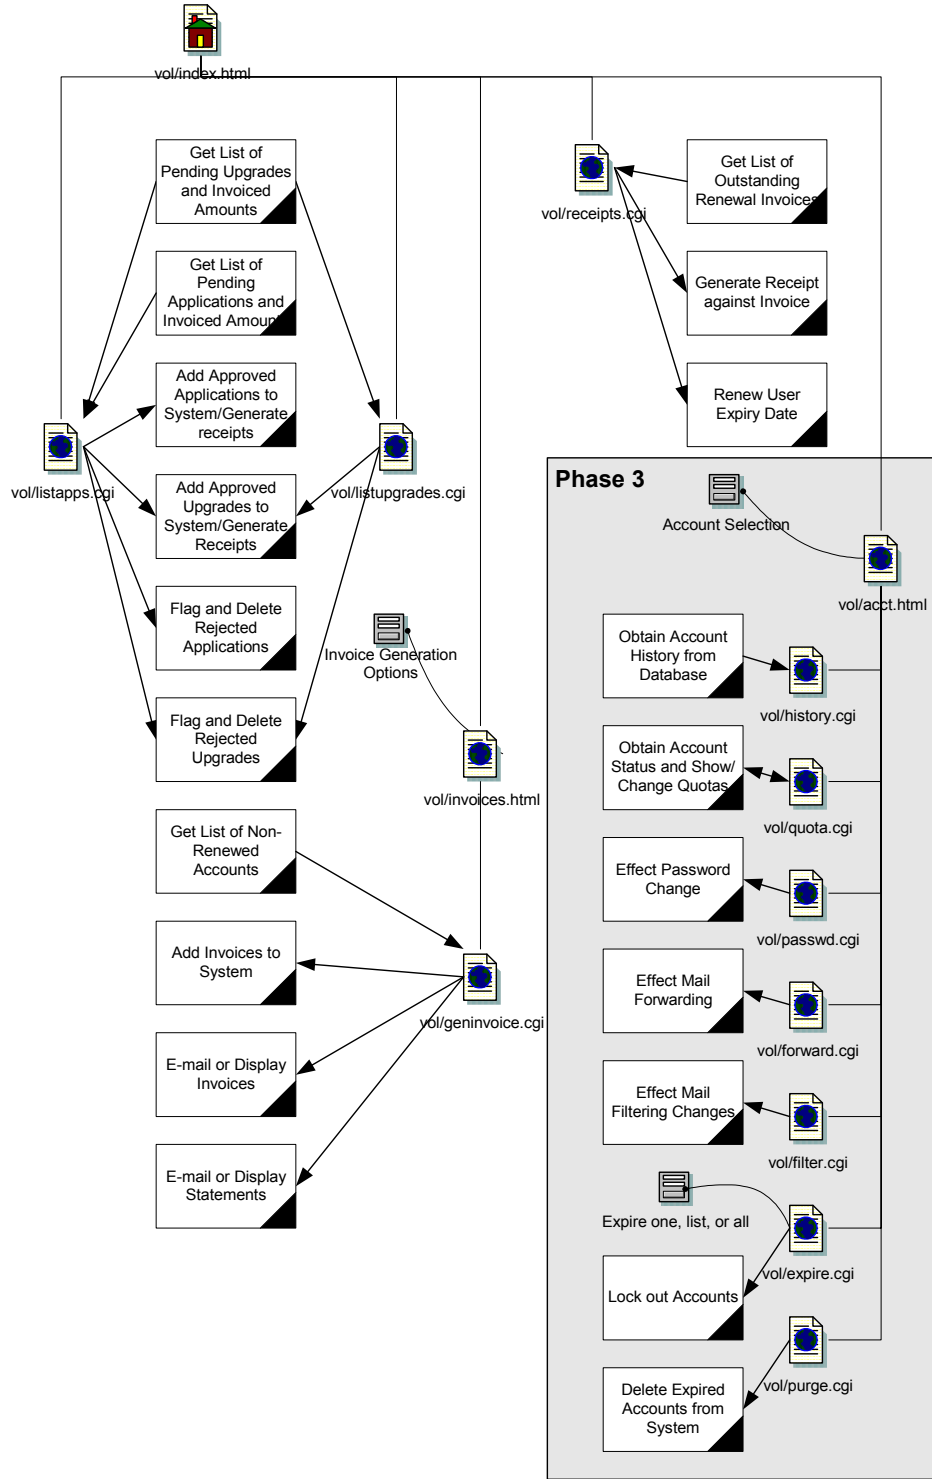 vol/index.html
Get List of
Pending Upgrades
and Invoiced
Amounts
Get List of
Pending
Applications and
Invoiced Amount
Add Approved
Applications to
System/Generate
receipts
vol/listapps.cgi
vol/listupgrades.cgi
Add Approved
Upgrades to
System/Generate
Receipts
Flag and Delete
Rejected
Applications
Invoice Generation
Options
Flag and Delete
Rejected
Upgrades
vol/invoices.html
Get List of Non-
Renewed
Accounts
Add Invoices to
System
vol/geninvoice.cgi
E-mail or Display
Invoices
E-mail or Display
Statements
vol/receipts.cgi
Get List of
Outstanding
Renewal Invoices
Generate Receipt
against Invoice
Renew User
Expiry Date
Phase 3
Account Selection
vol/acct.html
Obtain Account
History from
Database
vol/history.cgi
Obtain Account
Status and Show/
Change Quotas
vol/quota.cgi
Effect Password
Change
vol/passwd.cgi
Effect Mail
Forwarding
vol/forward.cgi
Effect Mail
Filtering Changes
vol/filter.cgi
Expire one, list, or all
vol/expire.cgi
Lock out Accounts
vol/purge.cgi
Delete Expired
Accounts from
System